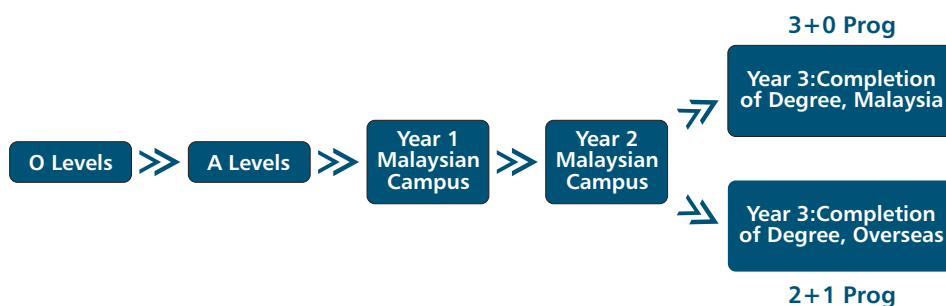 O Levels
A Levels
Year 1
Malaysian
Campus
Year 2
Malaysian
Campus
3+0 Prog
Year 3:Completion
of Degree, Malaysia
Year 3:Completion
of Degree, Overseas
2+1 Prog